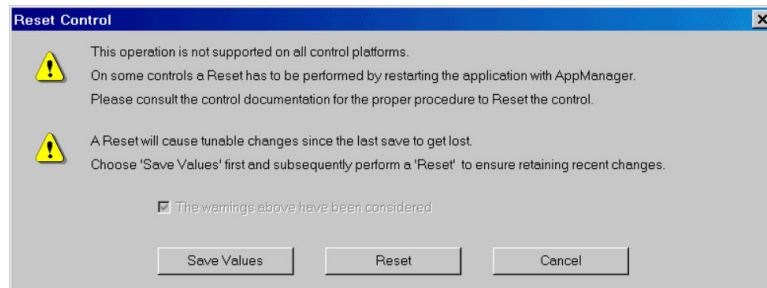 Reset Control
This operation is not supported on all control platforms.
On some controls a Reset has to be performed by restarting the application with AppManager.
Please consult the control documentation for the proper procedure to Reset the control.
A Reset will cause tunable changes since the last save to get lost.
Choose 'Save Values' first and subsequently perform a 'Reset' to ensure retaining recent changes.
The warnings above have been considered
Save Values Reset Cancel